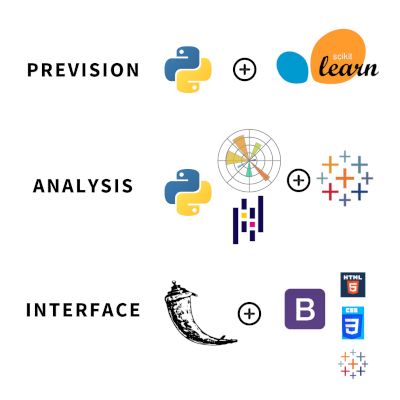 PREVISION
scikit
learn
ANALYSIS
INTERFACE
B
HTML
5
CSS
3